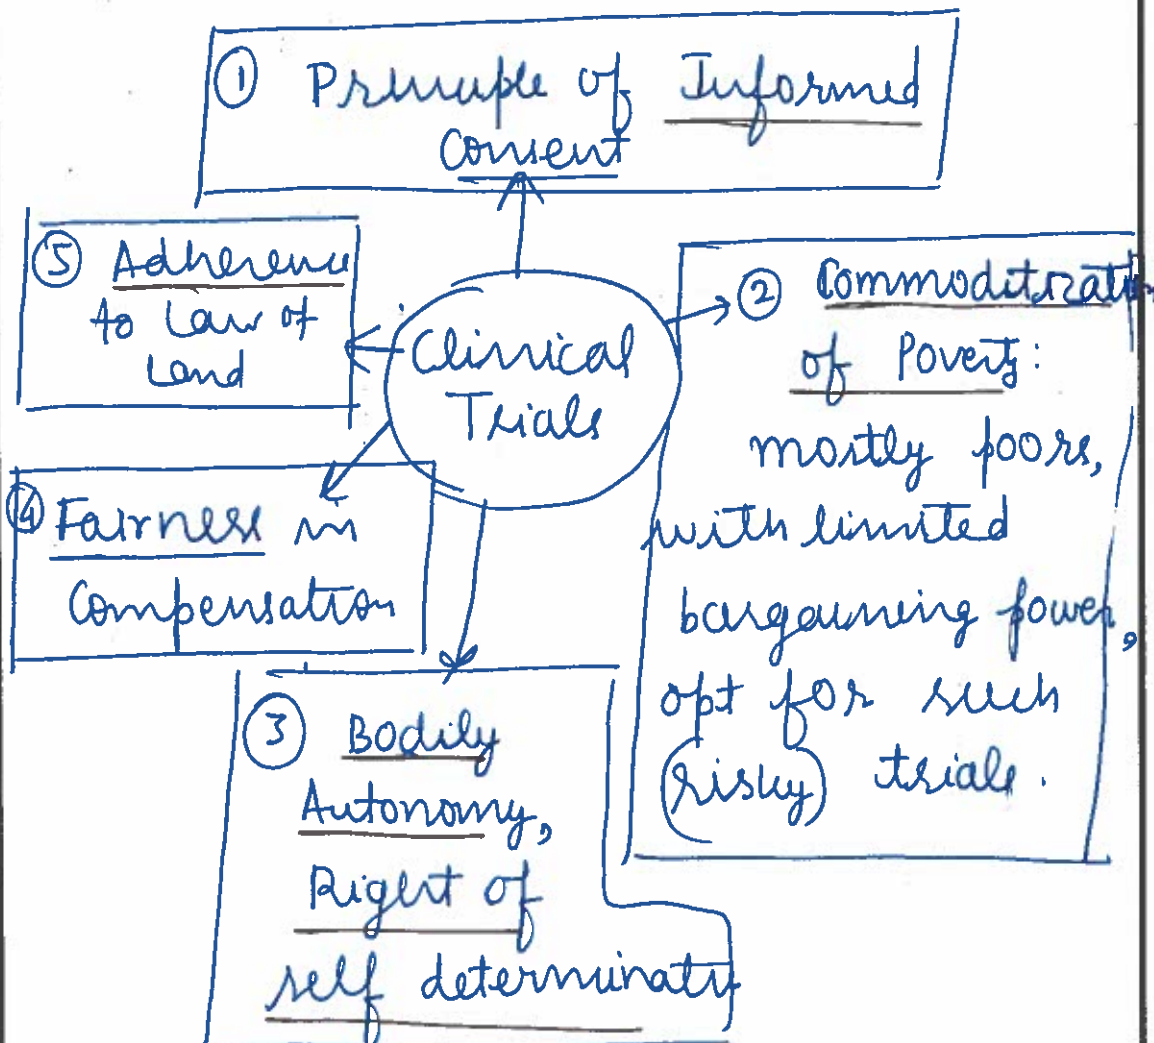 ① Principle of Informed
Consent
⑤ Adherence
to Law of
Land
Clinical
Trials
② Commoditizati
of Poverty:
mostly poors,
with limited
bargaining power,
opt for such
(risky) trials.
④ Fairness in
Compensation
③ Bodily
Autonomy,
Right of
self determinati